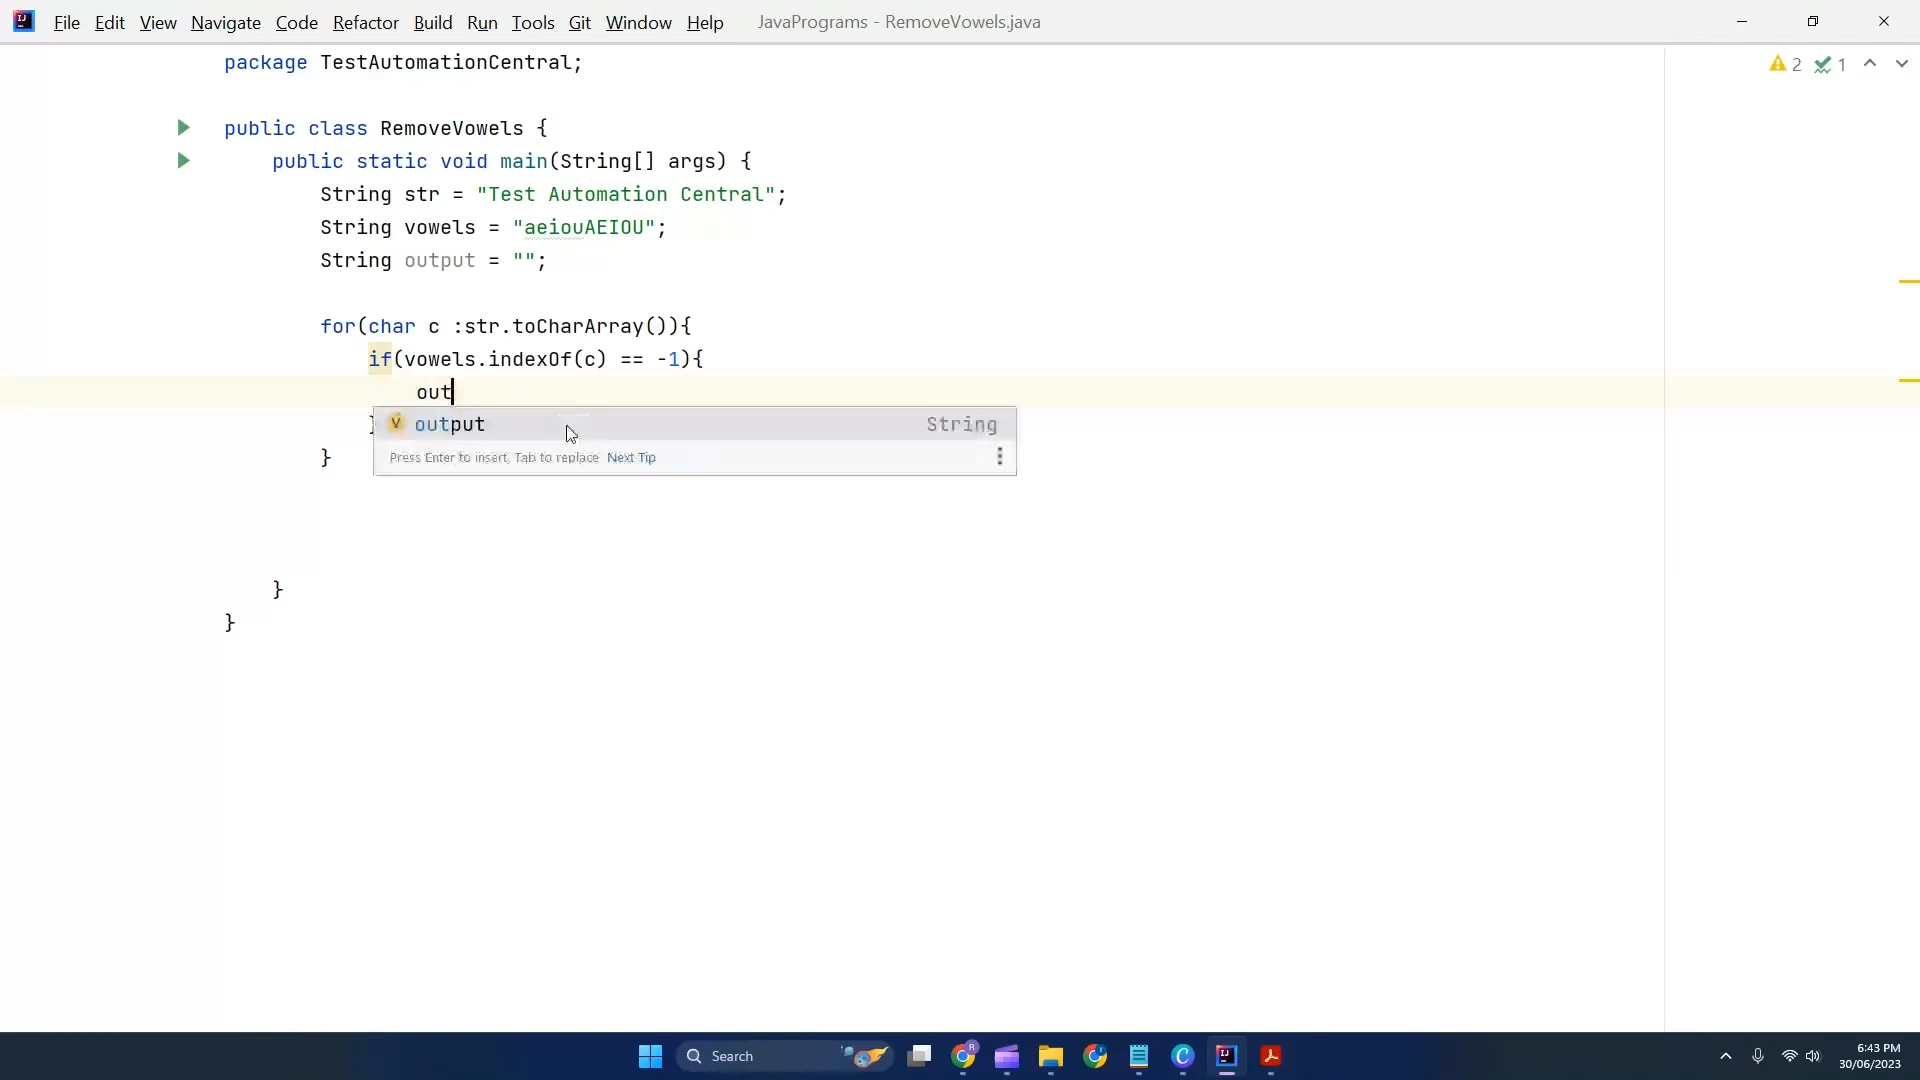 File Edit View Navigate Code Refactor Build Run Tools Git Window Help JavaPrograms - RemoveVowels.java
package TestAutomationCentral;
2 1
public class RemoveVowels {
public static void main(String[] args) {
String str = "Test Automation Central";
String vowels = "aeiouAEIOU";
String output = "";
for(char c :str.toCharArray()){
if(vowels.indexOf(c) == -1){
out
}
output String
}
Press Enter to insert, Tab to replace Next Tip
}
}
Search
6:43 PM
30/06/2023